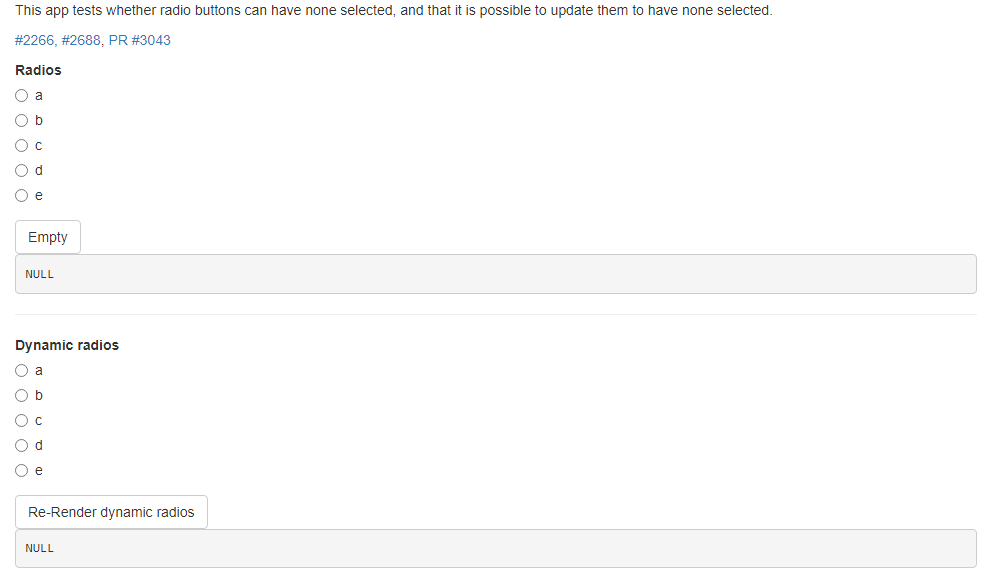 This app tests whether radio buttons can have none selected, and that it is possible to update them to have none selected.
#2266, #2688, PR #3043
Radios
a
b
c
d
e
Empty
NULL
Dynamic radios
a
b
c
d
e
Re-Render dynamic radios
NULL